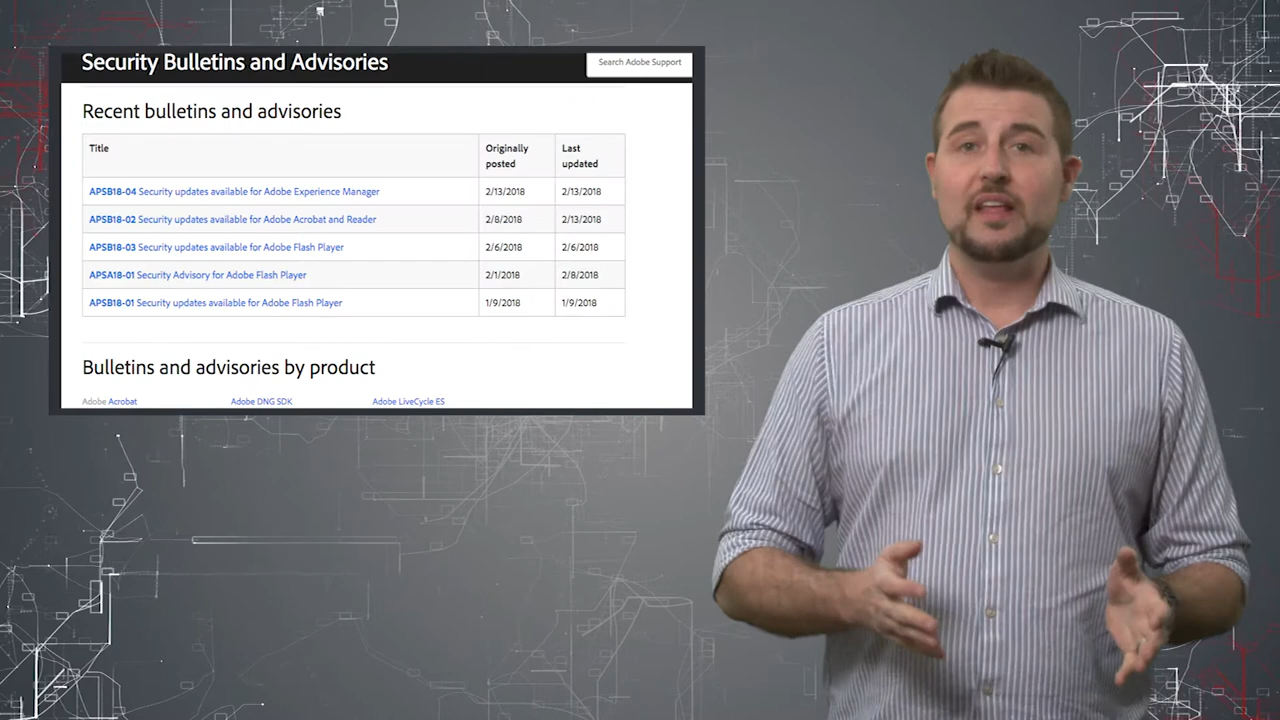 Security Bulletins and Advisories
Search Adobe Support
Recent bulletins and advisories
Title Originally posted Last updated
APSB18-04 Security updates available for Adobe Experience Manager 2/13/2018 2/13/2018
APSB18-02 Security updates available for Adobe Acrobat and Reader 2/8/2018 2/13/2018
APSB18-03 Security updates available for Adobe Flash Player 2/6/2018 2/6/2018
APSA18-01 Security Advisory for Adobe Flash Player 2/1/2018 2/8/2018
APSB18-01 Security updates available for Adobe Flash Player 1/9/2018 1/9/2018
Bulletins and advisories by product
Adobe Acrobat Adobe DNG SDK Adobe LiveCycle ES